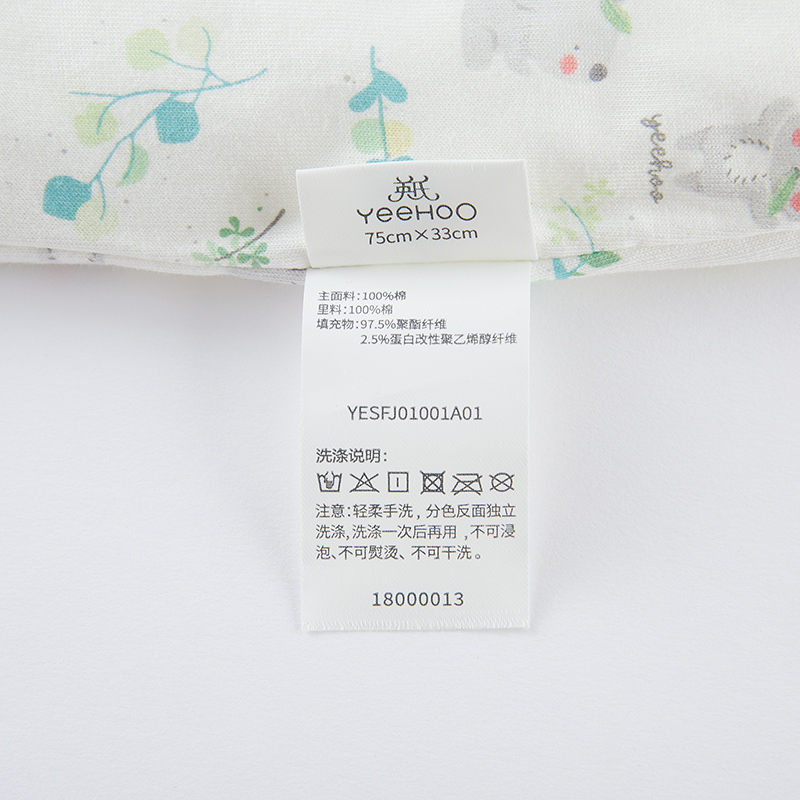 yeehoo
英氏
YEEHOO
75cm×33cm
主面料:100%棉
里料:100%棉
填充物:97.5%聚酯纤维
2.5%蛋白改性聚乙烯醇纤维
YESFJ01001A01
洗涤说明:
注意:轻柔手洗,分色反面独立
洗涤,洗涤一次后再用,不可浸
泡、不可熨烫、不可干洗。
18000013